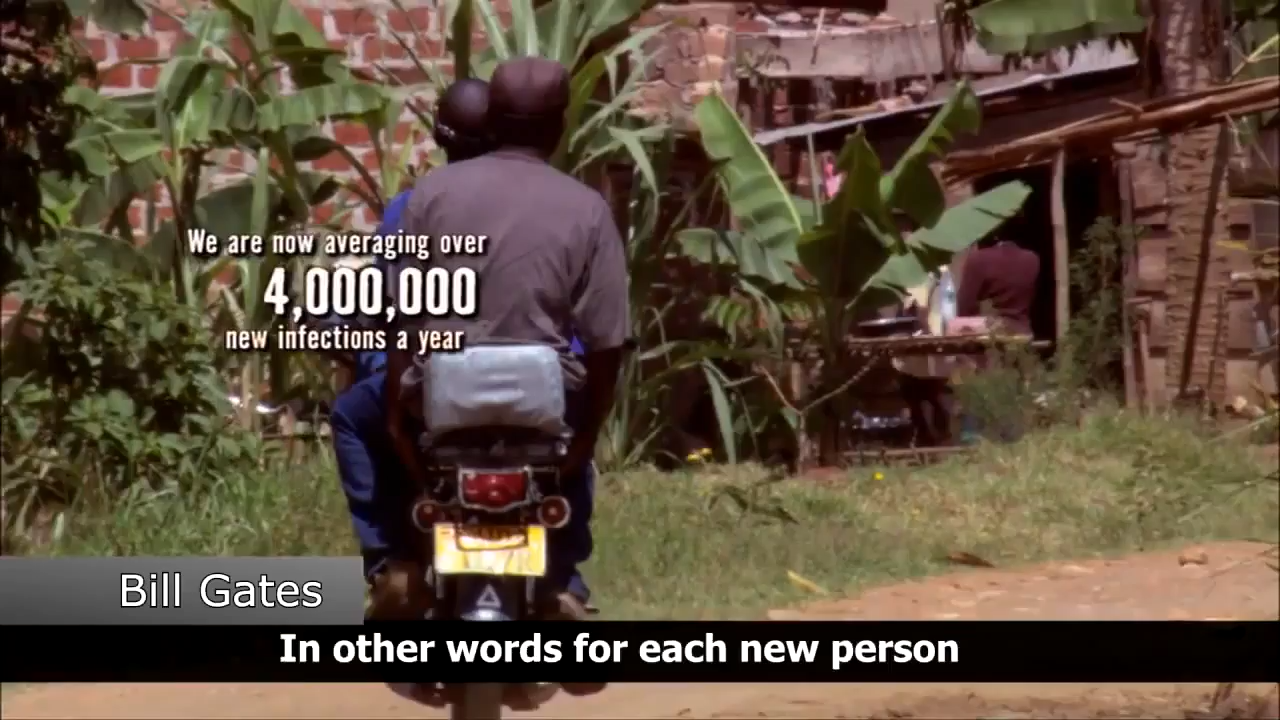 We are now averaging over
4,000,000
new infections a year
Bill Gates
In other words for each new person